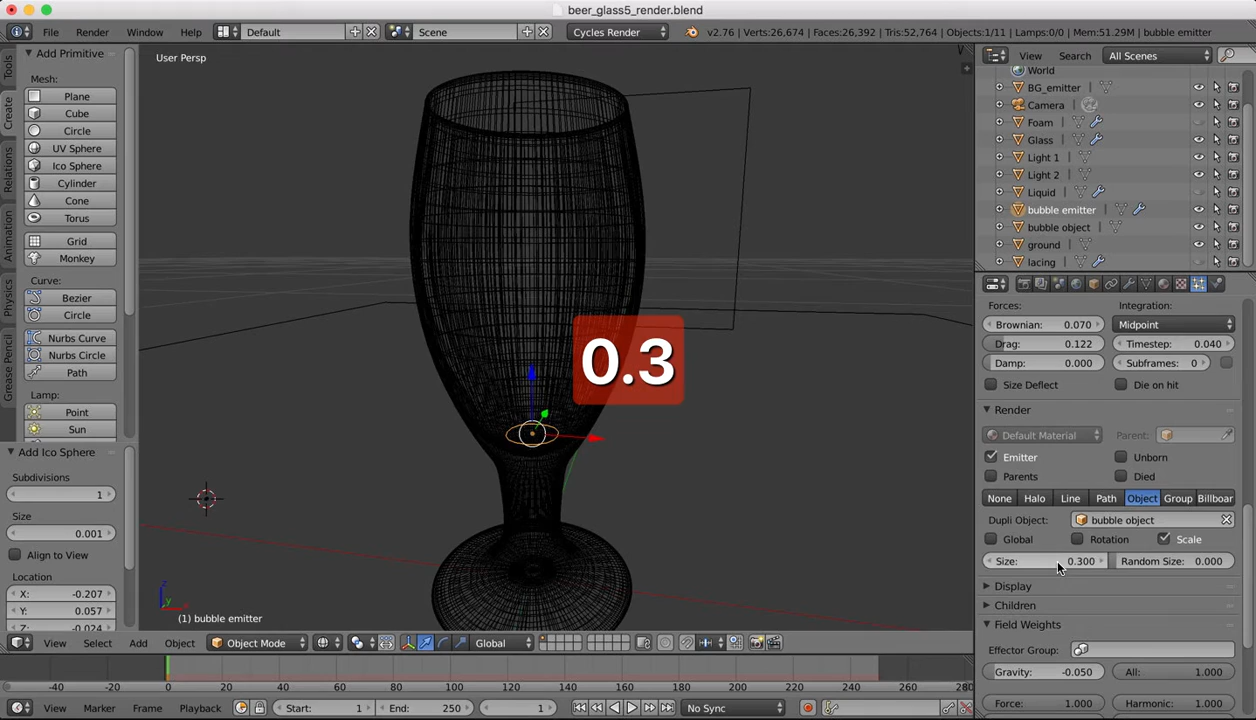 beer_glass5_render.blend
File Render Window Help Default Scene Cycles Render v2.76 | Verts:26,674 | Faces:26,392 | Tris:52,764 | Objects:1/11 | Lamps:0/0 | Mem:51.29M | bubble emitter
Tools
Create
Relations
Animation
Physics
Grease Pencil
Add Primitive
Mesh:
Plane
Cube
Circle
UV Sphere
Ico Sphere
Cylinder
Cone
Torus
Grid
Monkey
Curve:
Bezier
Circle
Nurbs Curve
Nurbs Circle
Path
Lamp:
Point
Sun
Add Ico Sphere
Subdivisions
1
Size
0.001
Align to View
Location
X: -0.207
Y: 0.057
Z: -0.024
User Persp
0.3
z
y
(1) bubble emitter
View Select Add Object Object Mode Global
-40 -20 0 20 40 60 80 100 120 140 160 180 200 220 240 260 280
View Marker Frame Playback Start: 1 End: 250 1 No Sync
View Search All Scenes
World
BG_emitter
Camera
Foam
Glass
Light 1
Light 2
Liquid
bubble emitter
bubble object
ground
lacing
Forces: Integration:
Brownian: 0.070 Midpoint
Drag: 0.122 Timestep: 0.040
Damp: 0.000 Subframes: 0
Size Deflect Die on hit
Render
Default Material Parent:
Emitter Unborn
Parents Died
None Halo Line Path Object Group Billboar
Dupli Object: bubble object
Global Rotation Scale
Size: 0.300 Random Size: 0.000
Display
Children
Field Weights
Effector Group:
Gravity: -0.050 All: 1.000
Force: 1.000 Harmonic: 1.000